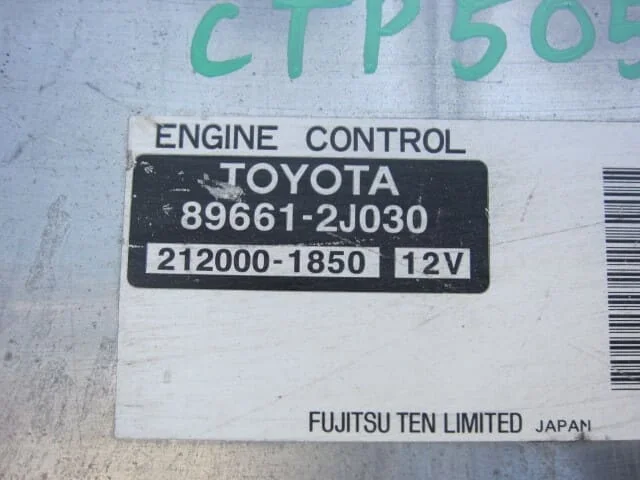 CTP505
ENGINE CONTROL
TOYOTA
89661-2J030
212000-1850 12V
FUJITSU TEN LIMITED JAPAN